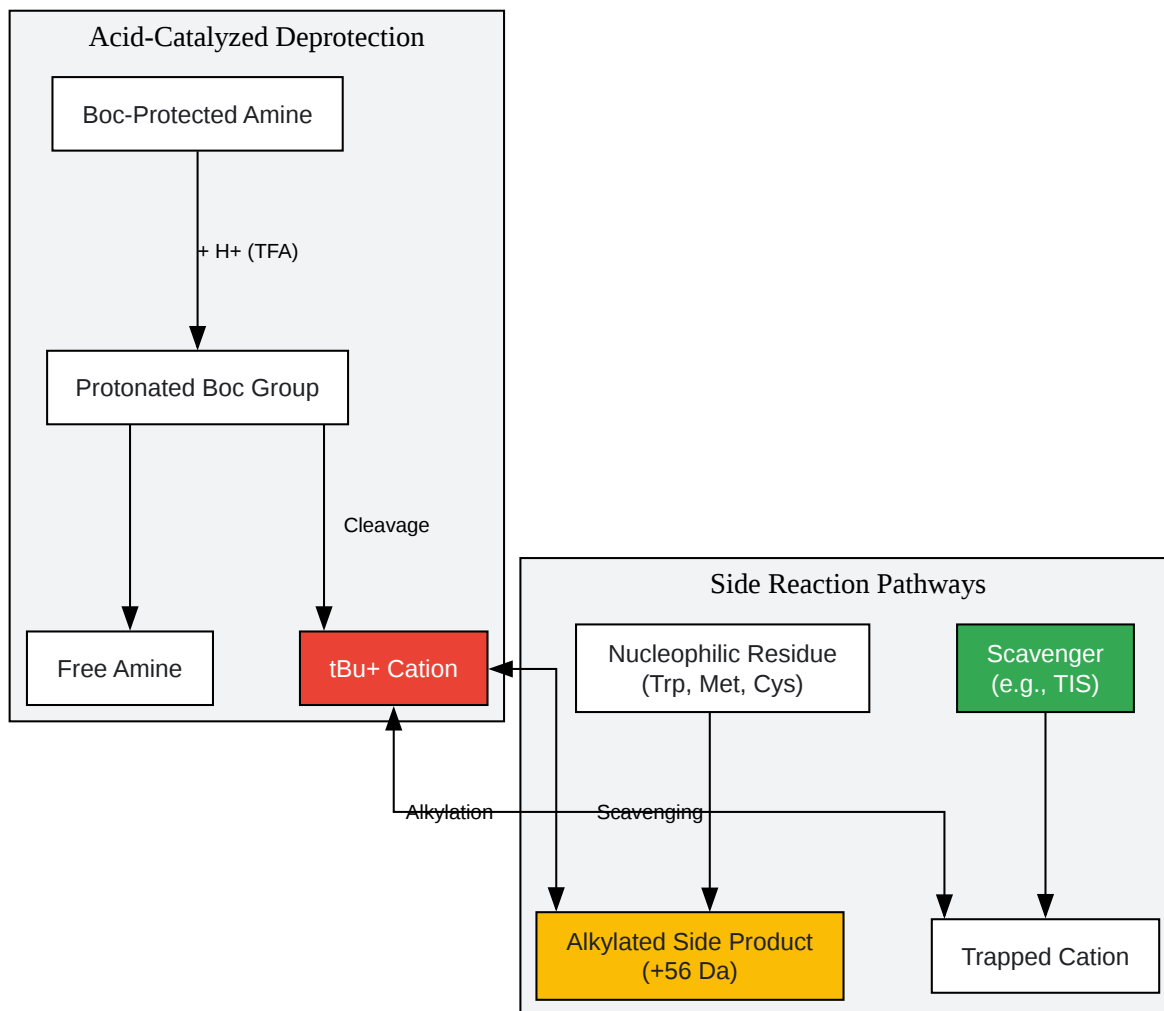 Acid-Catalyzed Deprotection
Boc-Protected Amine
+ H+ (TFA)
Protonated Boc Group
Cleavage
Free Amine
tBu+ Cation
Side Reaction Pathways
Nucleophilic Residue
(Trp, Met, Cys)
Scavenger
(e.g., TIS)
Alkylation
Scavenging
Alkylated Side Product
(+56 Da)
Trapped Cation